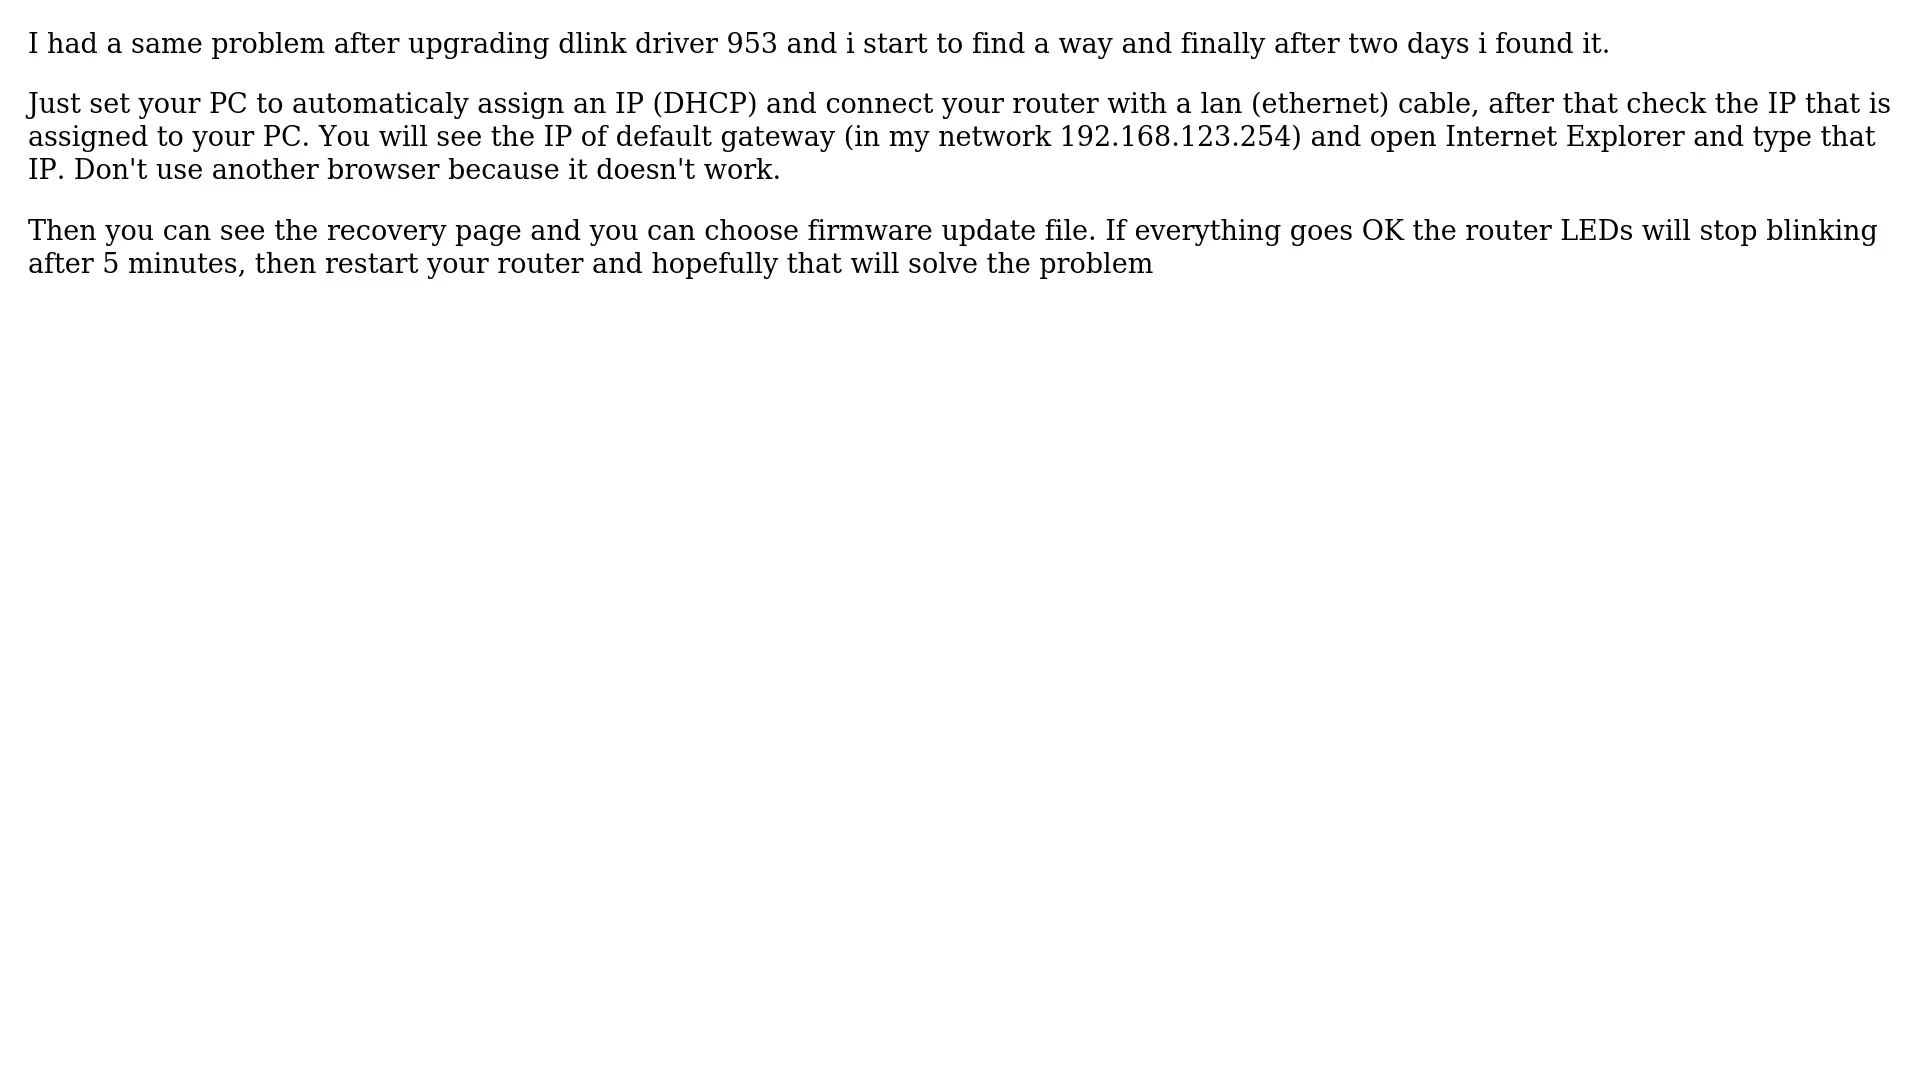 I had a same problem after upgrading dlink driver 953 and i start to find a way and finally after two days i found it.
Just set your PC to automaticaly assign an IP (DHCP) and connect your router with a lan (ethernet) cable, after that check the IP that is
assigned to your PC. You will see the IP of default gateway (in my network 192.168.123.254) and open Internet Explorer and type that
IP. Don't use another browser because it doesn't work.
Then you can see the recovery page and you can choose firmware update file. If everything goes OK the router LEDs will stop blinking
after 5 minutes, then restart your router and hopefully that will solve the problem